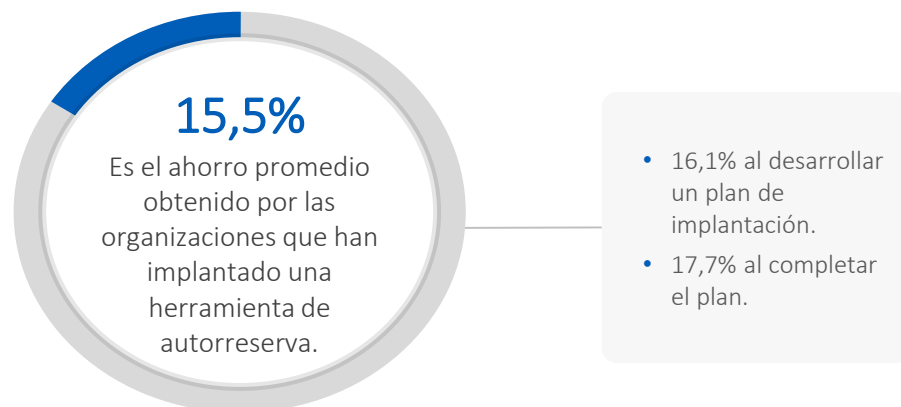 15,5%
Es el ahorro promedio
obtenido por las
organizaciones que han
implantado una
herramienta de
autorreserva.
• 16,1% al desarrollar
un plan de
implantación.
• 17,7% al completar
el plan.